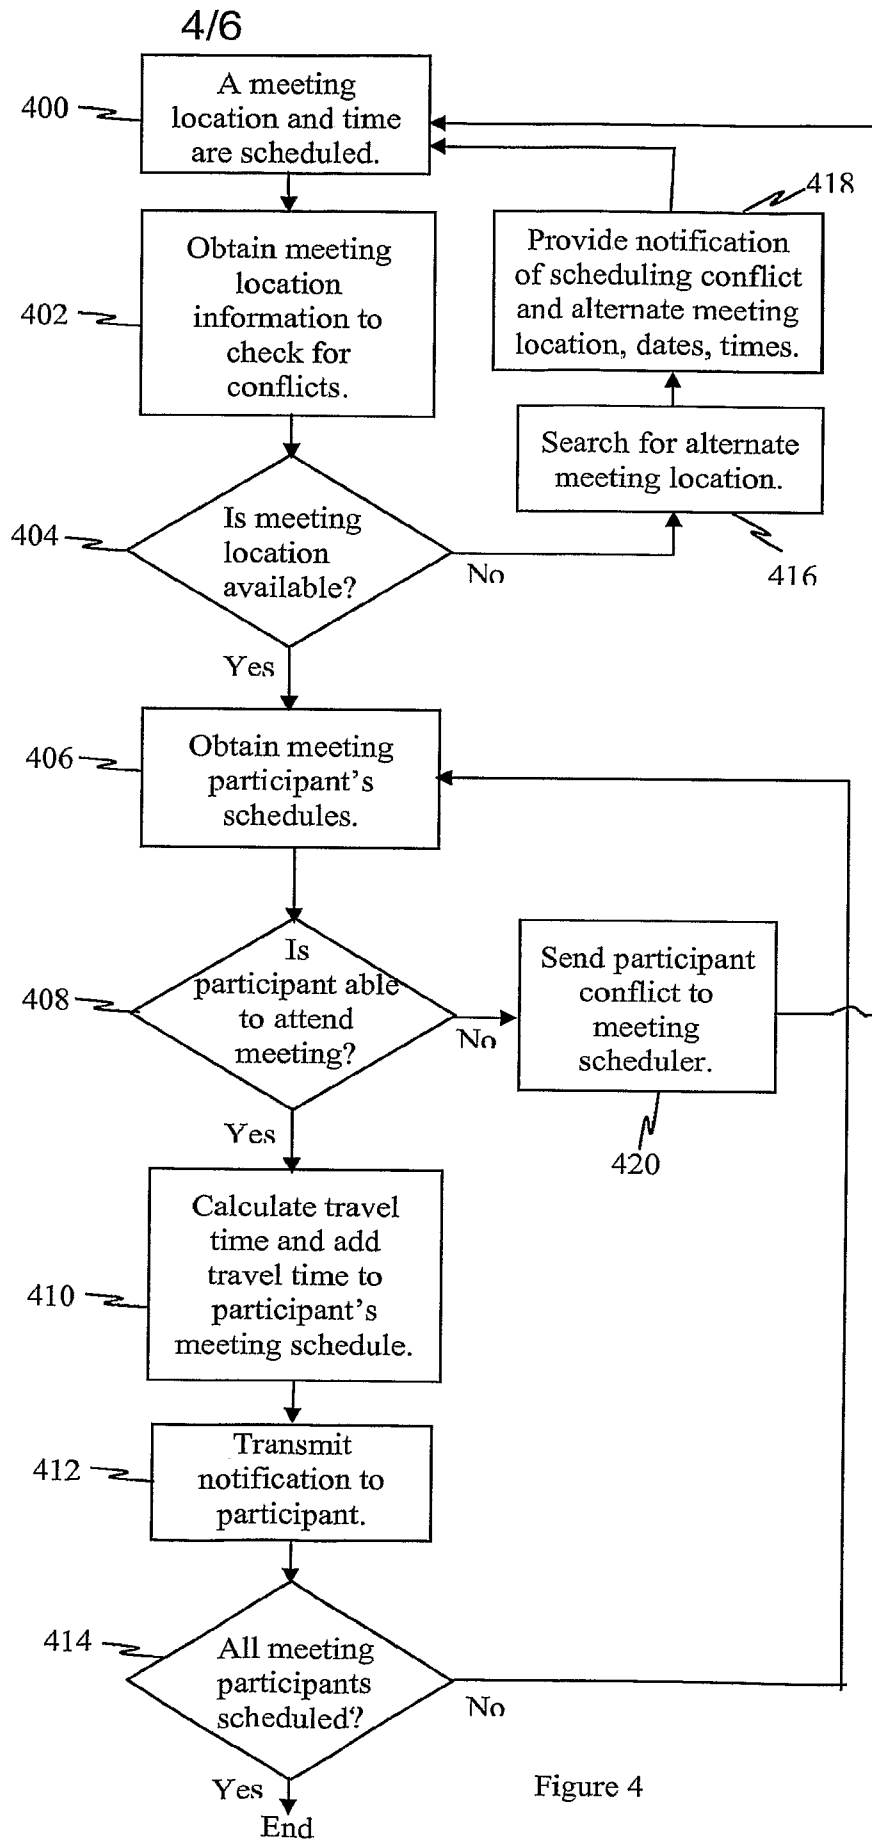 4/6
400
A meeting
location and time
are scheduled.
418
Provide notification
of scheduling conflict
and alternate meeting
location, dates, times.
402
Obtain meeting
location
information to
check for
conflicts.
Search for alternate
meeting location.
416
404
Is meeting
location
available?
No
Yes
406
Obtain meeting
participant's
schedules.
408
Is
participant able
to attend
meeting?
No
Send participant
conflict to
meeting
scheduler.
420
Yes
410
Calculate travel
time and add
travel time to
participant's
meeting schedule.
412
Transmit
notification to
participant.
414
All meeting
participants
scheduled?
No
Yes
End
Figure 4